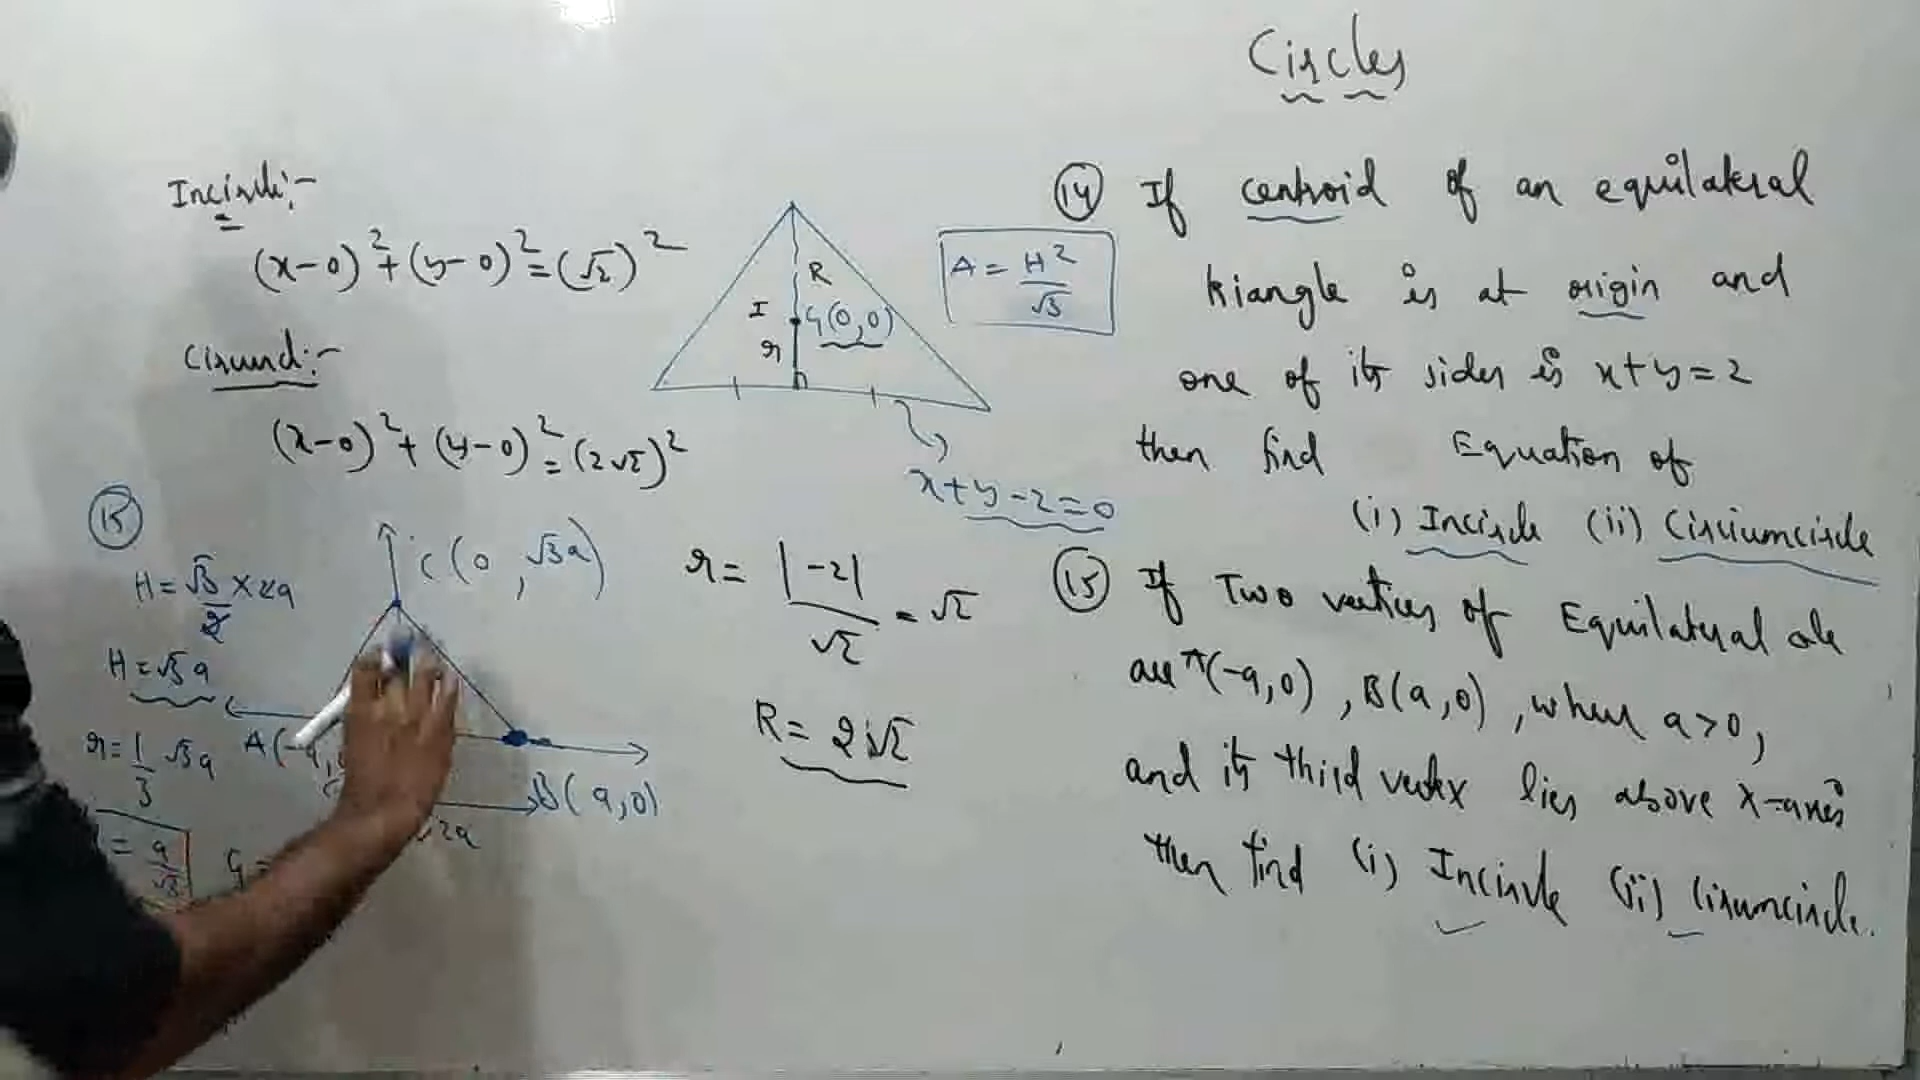 Circles
Incircle:-
(x-0)²+(y-0)²=(√2)²
Circumd:-
(x-0)²+(y-0)²=(2√2)²
R
I
G(0,0)
r
A = H²/√3
x+y-2=0
r = |-2|/√2 = √2
R = 2√2
(14) If centroid of an equilateral
triangle is at origin and
one of its sides is x+y=2
then find Equation of
(i) Incircle (ii) Circumcircle
(15) If Two vertices of Equilateral are
are A(-a,0), B(a,0), where a>0,
and its third vertex lies above x-axis
then find (i) Incircle (ii) Circumcircle.
(15)
H = √3/2 × 2a
H = √3a
r = 1/3 √3a
= a/√3
C(0, √3a)
A(-a,
B(a,0)
2a
G =